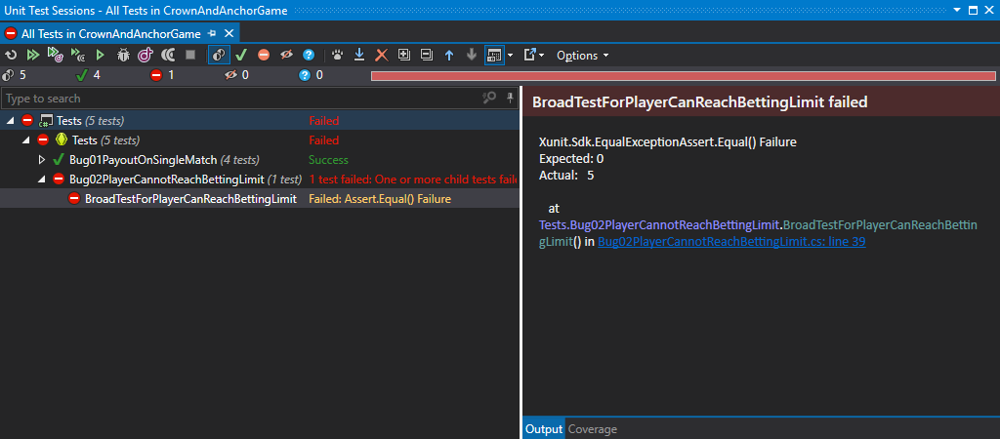 Unit Test Sessions - All Tests in CrownAndAnchorGame
All Tests in CrownAndAnchorGame
Options
5 4 1 0 0
Type to search
Tests (5 tests) Failed
Tests (5 tests) Failed
Bug01PayoutOnSingleMatch (4 tests) Success
Bug02PlayerCannotReachBettingLimit (1 test) 1 test failed: One or more child tests faile
BroadTestForPlayerCanReachBettingLimit Failed: Assert.Equal() Failure
BroadTestForPlayerCanReachBettingLimit failed
Xunit.Sdk.EqualExceptionAssert.Equal() Failure
Expected: 0
Actual: 5
at
Tests.Bug02PlayerCannotReachBettingLimit.BroadTestForPlayerCanReachBettin
gLimit() in Bug02PlayerCannotReachBettingLimit.cs: line 39
Output Coverage